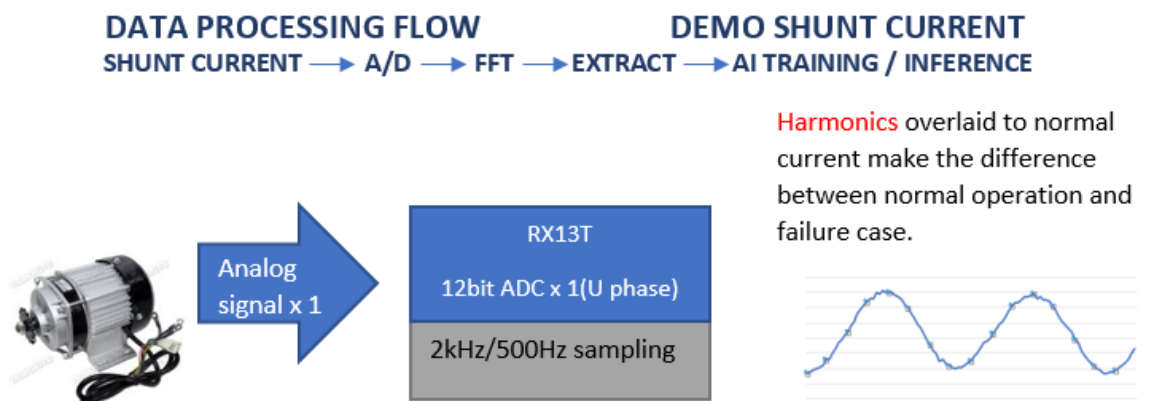 DATA PROCESSING FLOW
DEMO SHUNT CURRENT
SHUNT CURRENT → A/D → FFT → EXTRACT → AI TRAINING / INFERENCE
Harmonics overlaid to normal
current make the difference
between normal operation and
failure case.
Analog
signal x 1
RX13T
12bit ADC x 1(U phase)
2kHz/500Hz sampling